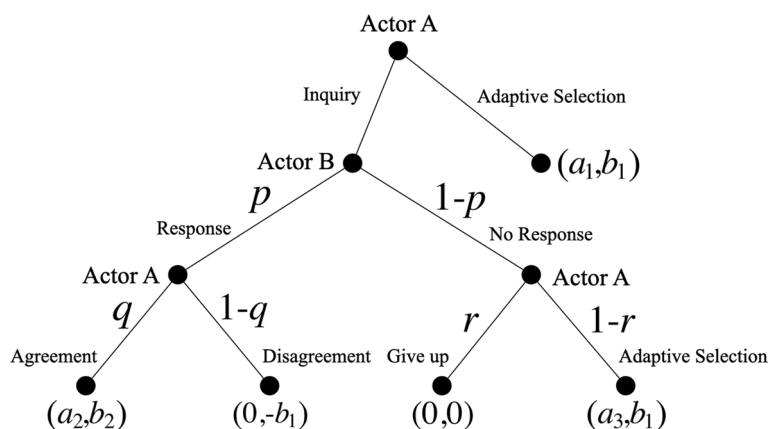 Actor A
Inquiry
Adaptive Selection
Actor B
(a₁,b₁)
p
1-p
Response
No Response
Actor A
Actor A
q
1-q
r
1-r
Agreement
Disagreement
Give up
Adaptive Selection
(a₂,b₂)
(0,-b₁)
(0,0)
(a₃,b₁)